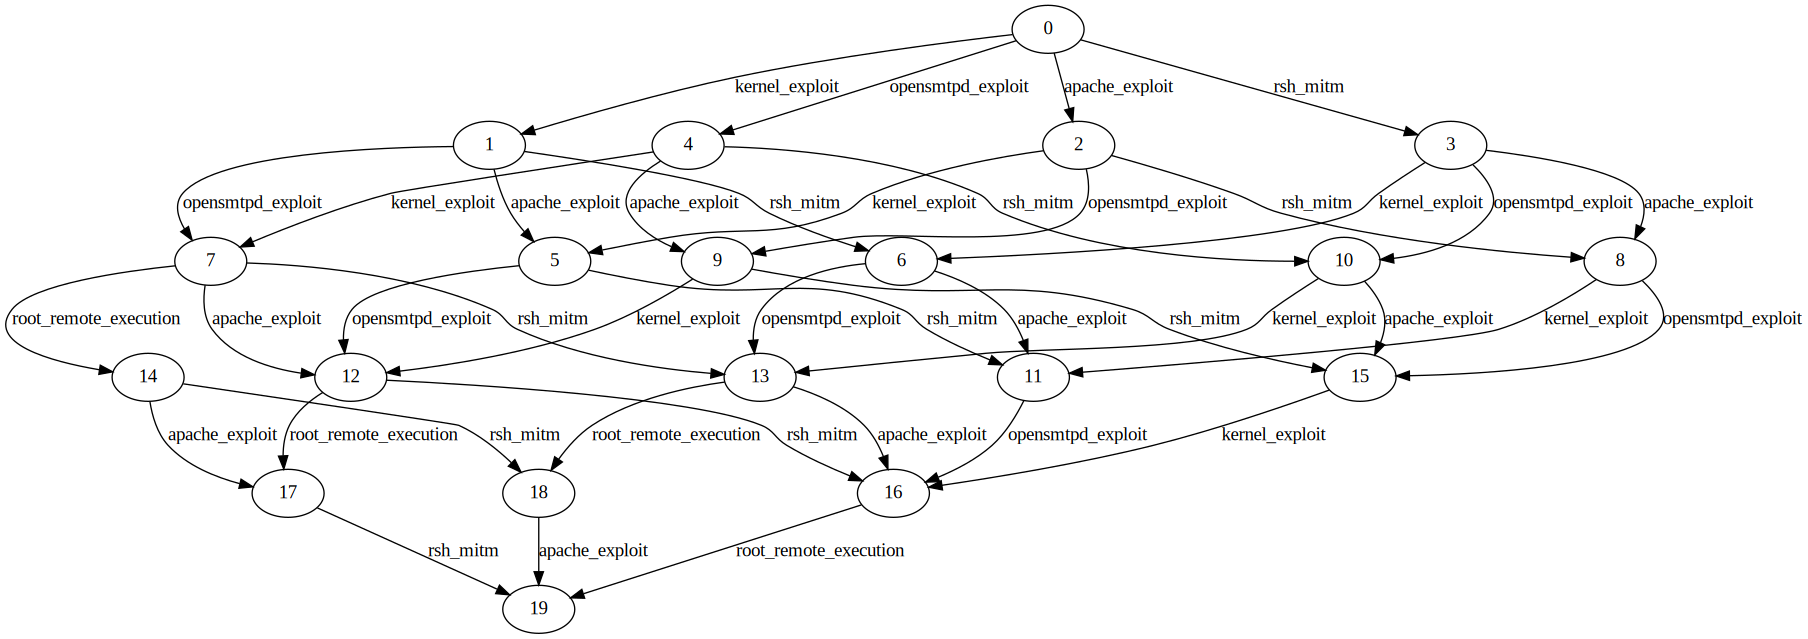 0
kernel_exploit
opensmtpd_exploit
apache_exploit
rsh_mitm
1
4
2
3
opensmtpd_exploit
kernel_exploit
apache_exploit
apache_exploit
rsh_mitm
kernel_exploit
rsh_mitm
opensmtpd_exploit
rsh_mitm
kernel_exploit
opensmtpd_exploit
apache_exploit
7
5
9
6
10
8
root_remote_execution
apache_exploit
opensmtpd_exploit
rsh_mitm
kernel_exploit
opensmtpd_exploit
rsh_mitm
apache_exploit
rsh_mitm
kernel_exploit
apache_exploit
kernel_exploit
opensmtpd_exploit
14
12
13
11
15
apache_exploit
root_remote_execution
rsh_mitm
root_remote_execution
rsh_mitm
apache_exploit
opensmtpd_exploit
kernel_exploit
17
18
16
rsh_mitm
apache_exploit
root_remote_execution
19